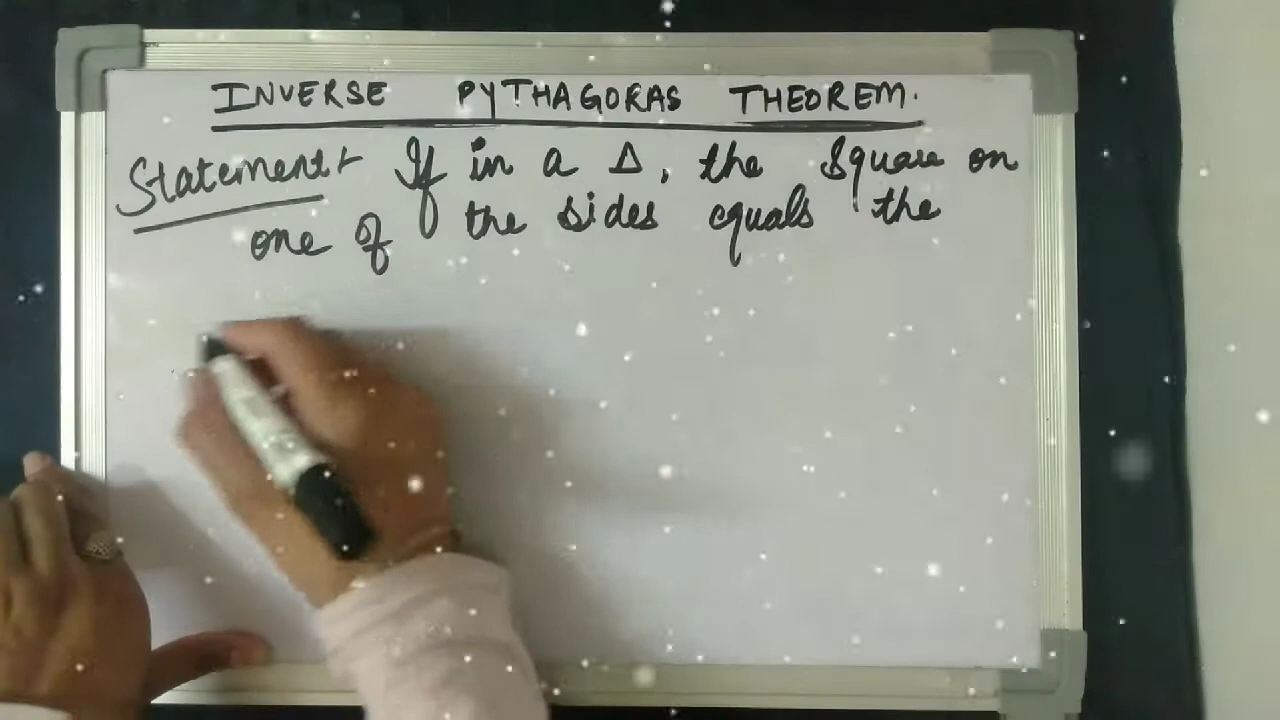 INVERSE PYTHAGORAS THEOREM.
Statement:- If in a Δ, the square on
one of the sides equals the